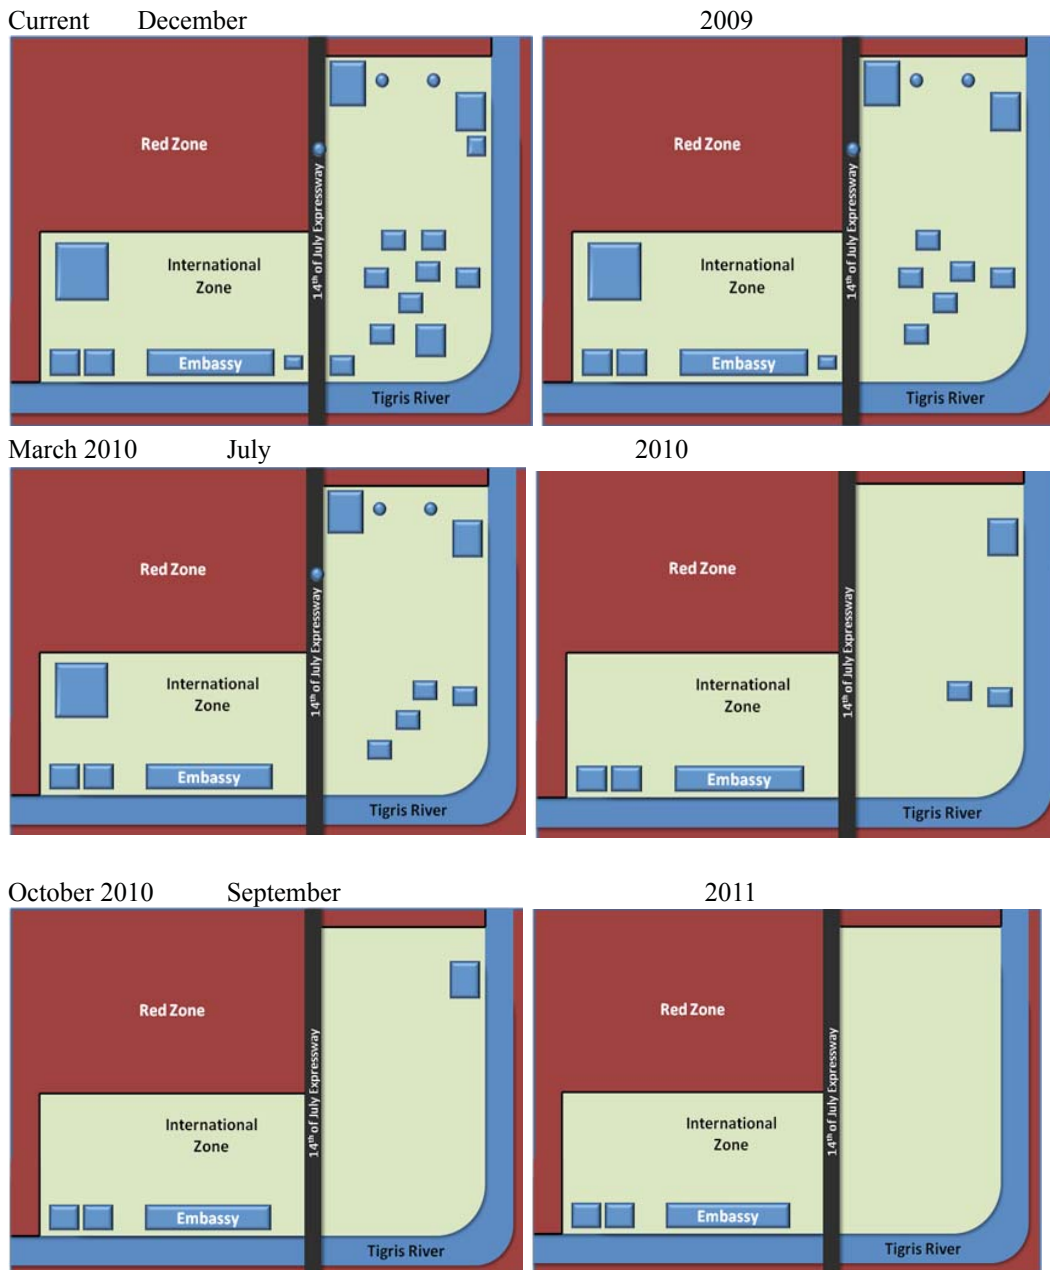 Current December 2009
Red Zone
14th of July Expressway
International
Zone
Embassy
Tigris River
Red Zone
14th of July Expressway
International
Zone
Embassy
Tigris River
March 2010 July 2010
Red Zone
14th of July Expressway
International
Zone
Embassy
Tigris River
Red Zone
14th of July Expressway
International
Zone
Embassy
Tigris River
October 2010 September 2011
Red Zone
14th of July Expressway
International
Zone
Embassy
Tigris River
Red Zone
14th of July Expressway
International
Zone
Embassy
Tigris River